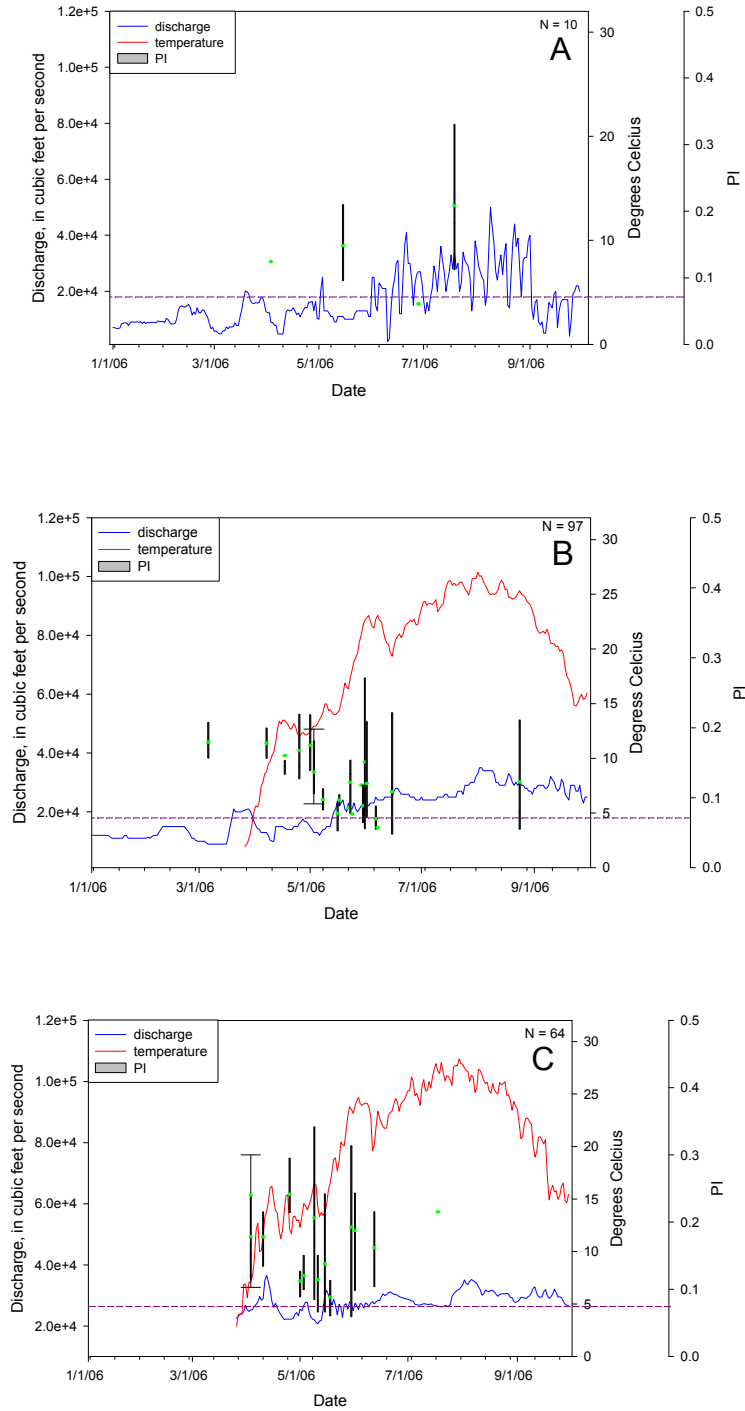 discharge
temperature
PI
N = 10
A
1.2e+5
1.0e+5
8.0e+4
6.0e+4
4.0e+4
2.0e+4
Discharge, in cubic feet per second
30
20
10
0
Degrees Celcius
0.5
0.4
0.3
0.2
0.1
0.0
PI
1/1/06 3/1/06 5/1/06 7/1/06 9/1/06
Date
discharge
temperature
PI
N = 97
B
1.2e+5
1.0e+5
8.0e+4
6.0e+4
4.0e+4
2.0e+4
Discharge, in cubic feet per second
30
25
20
15
10
5
0
Degress Celcius
0.5
0.4
0.3
0.2
0.1
0.0
PI
1/1/06 3/1/06 5/1/06 7/1/06 9/1/06
Date
discharge
temperature
PI
N = 64
C
1.2e+5
1.0e+5
8.0e+4
6.0e+4
4.0e+4
2.0e+4
Discharge, in cubic feet per second
30
25
20
15
10
5
0
Degrees Celcius
0.5
0.4
0.3
0.2
0.1
0.0
PI
1/1/06 3/1/06 5/1/06 7/1/06 9/1/06
Date